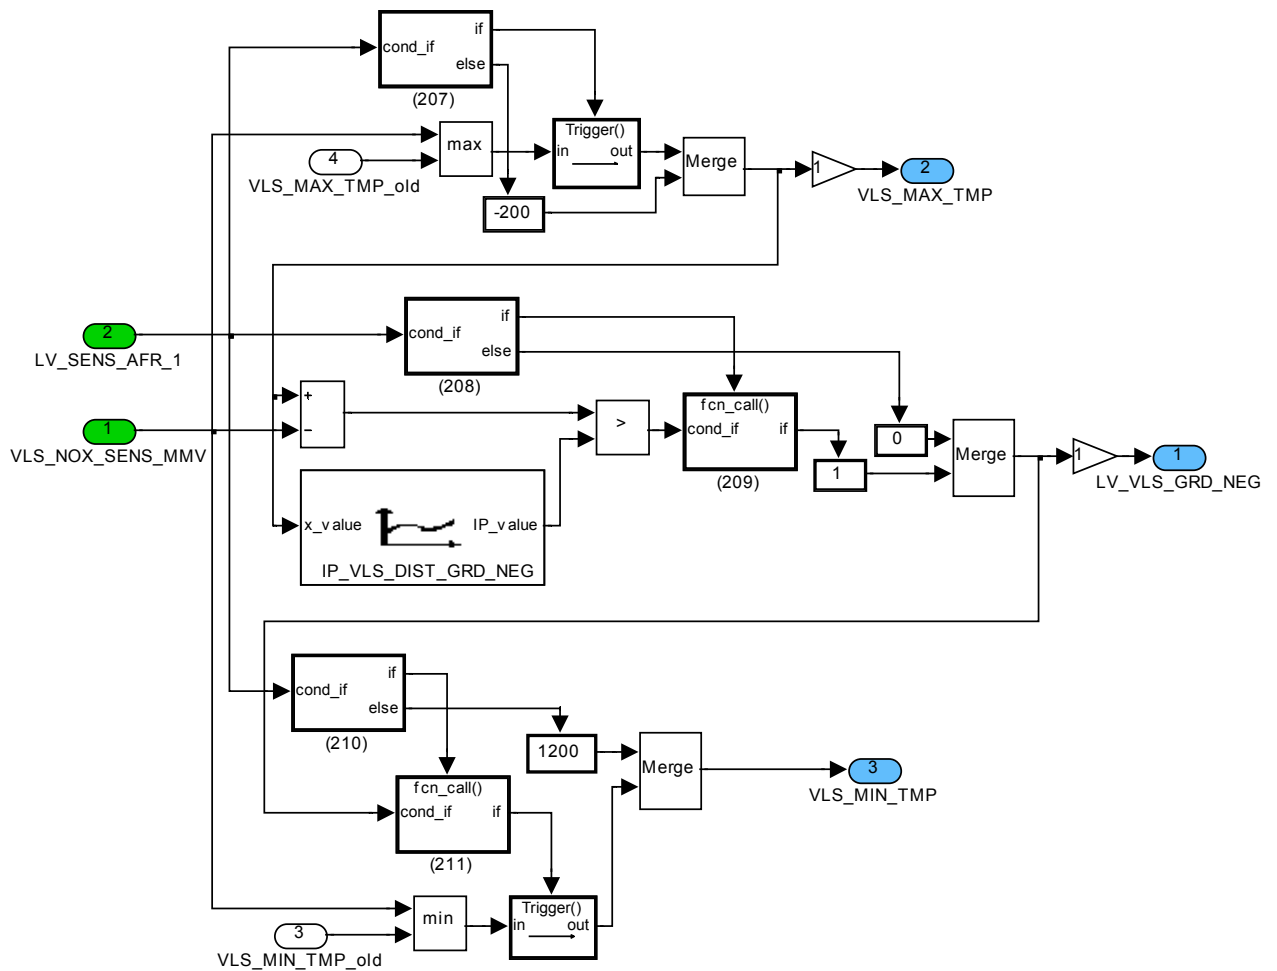 if
cond_if
else
(207)
Trigger()
in out
max
4
VLS_MAX_TMP_old
-200
Merge
1
2
VLS_MAX_TMP
2
LV_SENS_AFR_1
if
cond_if
else
(208)
+
−
1
VLS_NOX_SENS_MMV
>
fcn_call()
cond_if if
(209)
0
1
Merge
1
1
LV_VLS_GRD_NEG
x_value IP_value
IP_VLS_DIST_GRD_NEG
if
cond_if
else
(210)
1200
Merge
3
VLS_MIN_TMP
fcn_call()
cond_if if
(211)
Trigger()
in out
min
3
VLS_MIN_TMP_old